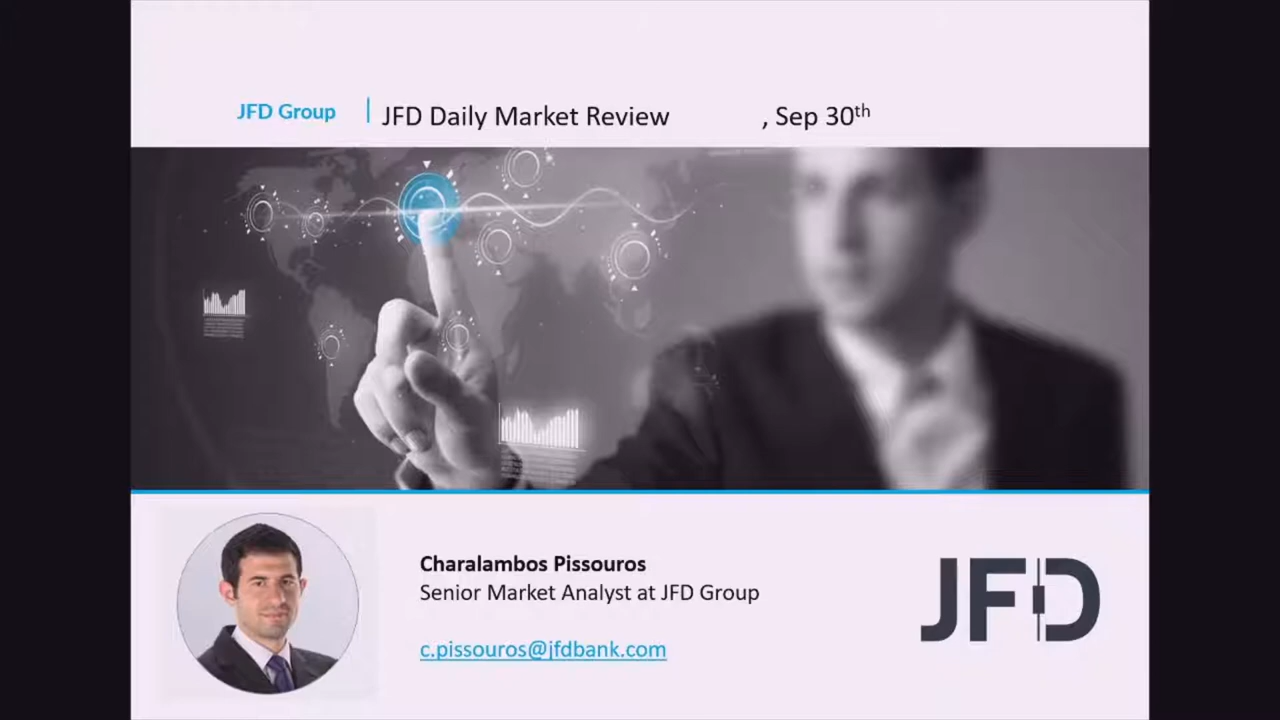 JFD Group
JFD Daily Market Review , Sep 30th
Charalambos Pissouros
Senior Market Analyst at JFD Group
c.pissouros@jfdbank.com
JFD